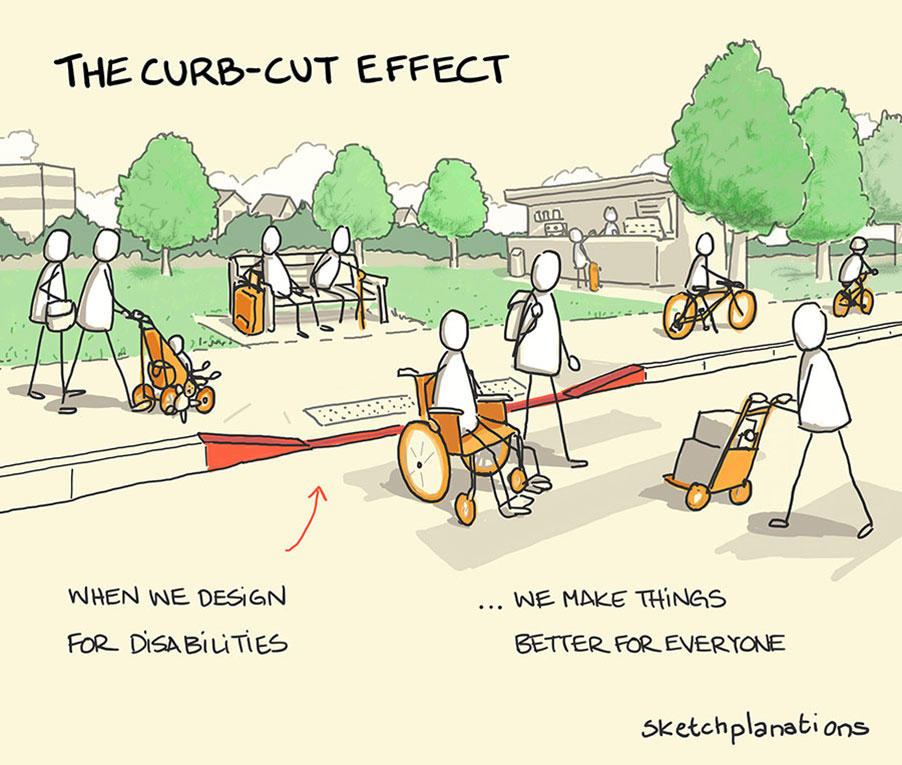 THE CURB-CUT EFFECT
WHEN WE DESIGN
FOR DISABILITIES
... WE MAKE THINGS
BETTER FOR EVERYONE
sketchplanations